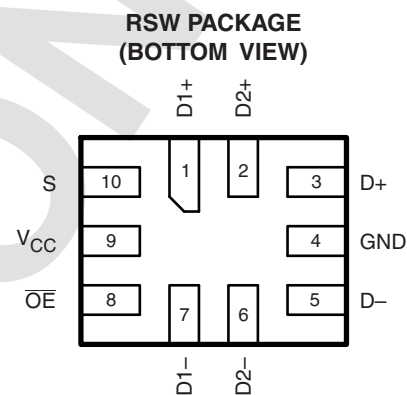 RSW PACKAGE
(BOTTOM VIEW)
D1+
D2+
S 10 1 2 3 D+
VCC 9 4 GND
OE 8 7 6 5 D–
D1–
D2–